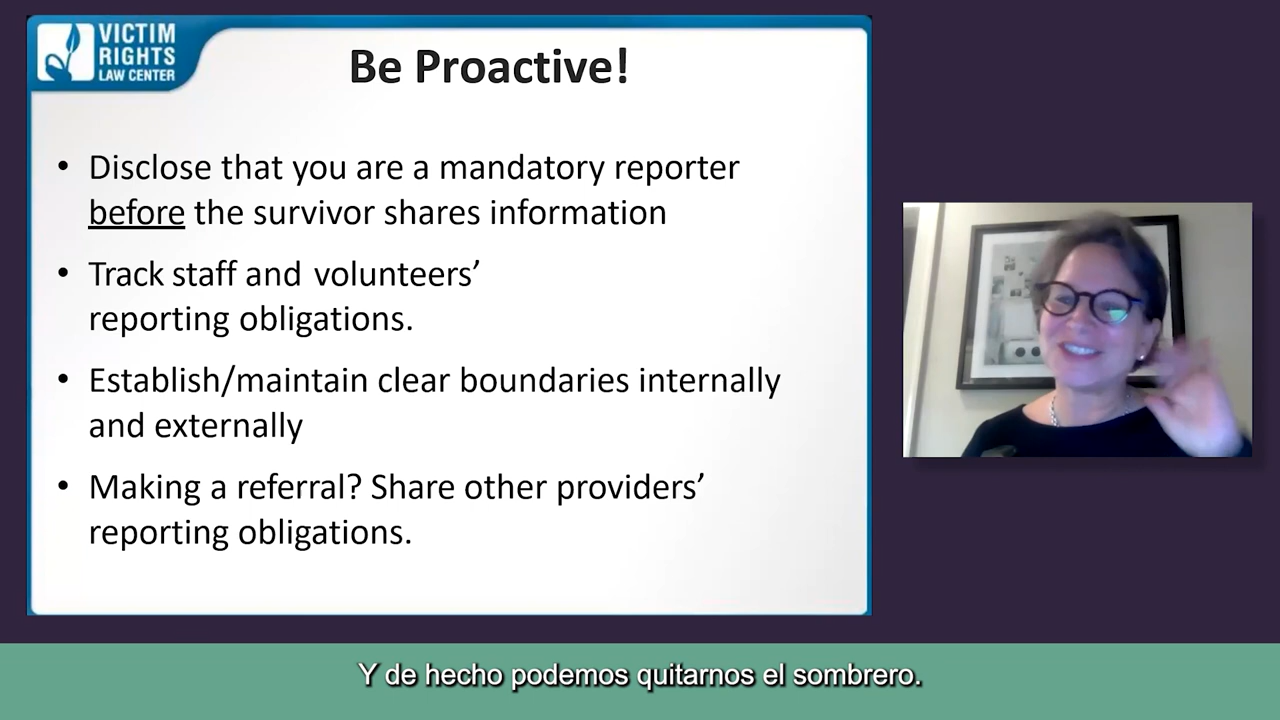 VICTIM
RIGHTS
LAW CENTER
Be Proactive!
• Disclose that you are a mandatory reporter
before the survivor shares information
• Track staff and volunteers’
reporting obligations.
• Establish/maintain clear boundaries internally
and externally
• Making a referral? Share other providers’
reporting obligations.
Y de hecho podemos quitarnos el sombrero.